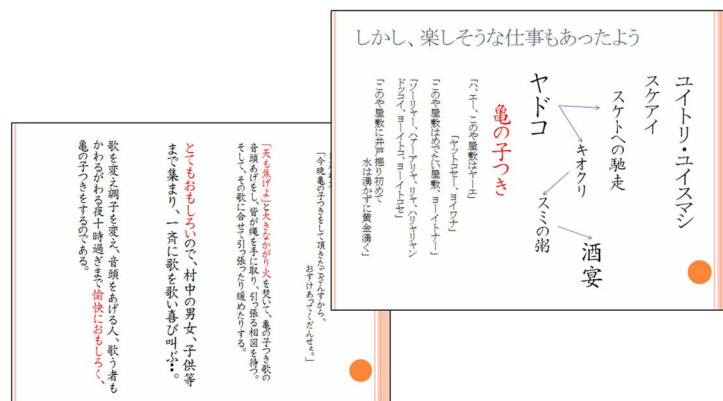 しかし、楽しそうな仕事もあったよう
ユイトリ・ユイスマシ
スケアイ
スケトへの馳走
ヤドコ
キオクリ
スミの粥
酒宴
亀の子つき
「ハ、エー、このや屋敷はヤーエ」
「ヤットコセー、ヨイワナ」
「このや屋敷はめでたい屋敷、ヨーイトナー」
「ソーリャー、ハアーアリャ、リャ、ハリャリャン
ドッコイ、ヨーイトコ、ヨーイトコセ」
「このや屋敷に井戸掘り初めて
水は湧かずに黄金湧く」
「今晩亀の子つきをして頂きたごさんすから、
おすけあってくだんせぇ。」
「天も焦げよ」と大きなかがり火を焚いて、亀の子つき歌の
音頭あげをし、皆が縄を手に取り、引っ張る相図を待つ。
そして、その歌に合せて引っ張ったり緩めたりする。
とてもおもしろいので、村中の男女、子供等
まで集まり、一斉に歌を歌い喜び叫ぶ…。
歌を変え調子を変え、音頭をあげる人、歌う者も
かわるがわる夜十時過ぎまで愉快におもしろく、
亀の子つきをするのである。